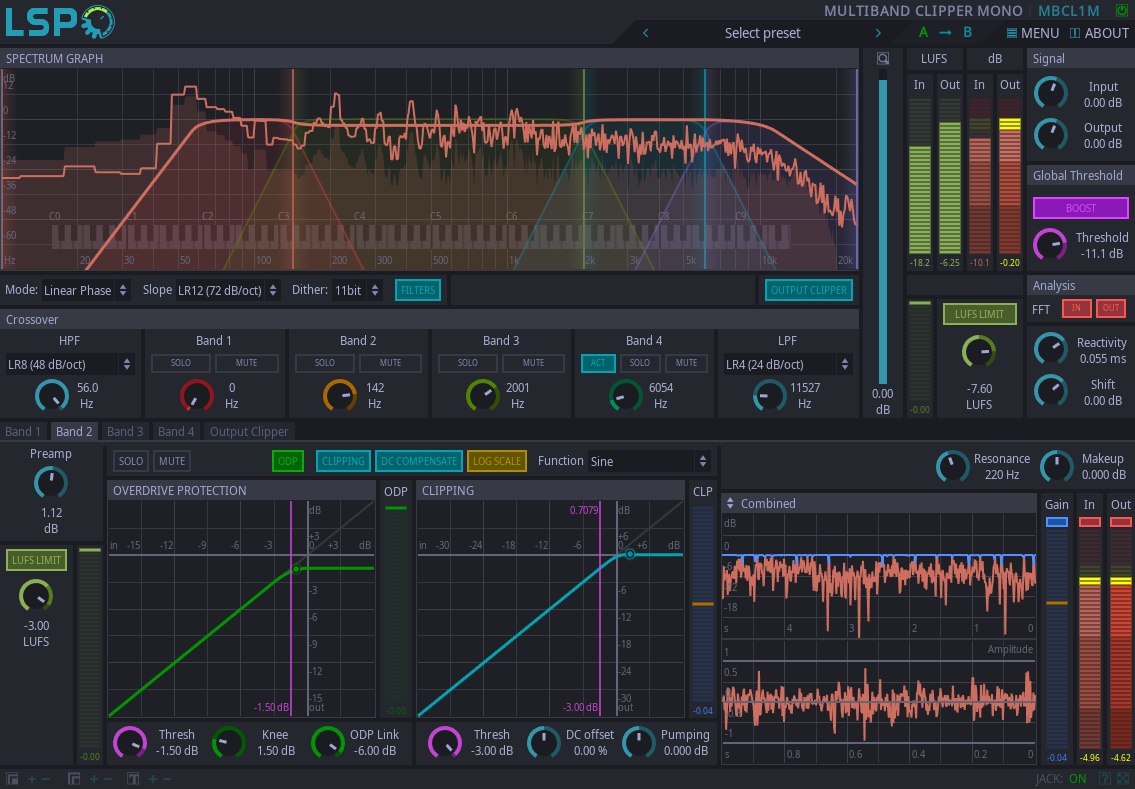 LSP
MULTIBAND CLIPPER MONO MBCL1M
Select preset A B MENU ABOUT
SPECTRUM GRAPH
dB
12
0
-12
-24
-36
-48
-60
C0 C1 C2 C3 C4 C5 C6 C7 C8 C9
Hz 20 30 50 100 200 300 500 1k 2k 3k 5k 10k 20k
0.00
dB
LUFS dB
In Out In Out
-18.2 -6.25 -10.1 -0.20
LUFS LIMIT
-7.60
LUFS
-0.00
Signal
Input
0.00 dB
Output
0.00 dB
Global Threshold
BOOST
Threshold
-11.1 dB
Analysis
FFT IN OUT
Reactivity
0.055 ms
Shift
0.00 dB
Mode: Linear Phase Slope LR12 (72 dB/oct) Dither: 11bit FILTERS OUTPUT CLIPPER
Crossover
HPF
LR8 (48 dB/oct)
56.0
Hz
Band 1
SOLO MUTE
0
Hz
Band 2
SOLO MUTE
142
Hz
Band 3
SOLO MUTE
2001
Hz
Band 4
ACT SOLO MUTE
6054
Hz
LPF
LR4 (24 dB/oct)
11527
Hz
Band 1 Band 2 Band 3 Band 4 Output Clipper
Preamp
1.12
dB
LUFS LIMIT
-3.00
LUFS
-0.00
SOLO MUTE ODP CLIPPING DC COMPENSATE LOG SCALE Function Sine
OVERDRIVE PROTECTION
dB
+3
in -15 -12 -9 -6 -3 0 +3 dB
-3
-6
-9
-12
-15
-1.50 dB out
ODP
-0.00
Thresh
-1.50 dB
Knee
1.50 dB
ODP Link
-6.00 dB
CLIPPING
0.7079 dB
+6
in -30 -24 -18 -12 -6 0 +6 dB
-6
-12
-18
-24
-30
-3.00 dB out
CLP
-0.04
Thresh
-3.00 dB
DC offset
0.00 %
Pumping
0.000 dB
Resonance
220 Hz
Makeup
0.000 dB
Combined
dB
0
-6
-12
-18
s 4 3 2 1 0
Amplitude
1
0.5
0
-0.5
-1
s 0.8 0.6 0.4 0.2 0
Gain In Out
-0.04 -4.96 -4.62
+ - + - T + - JACK: ON ?